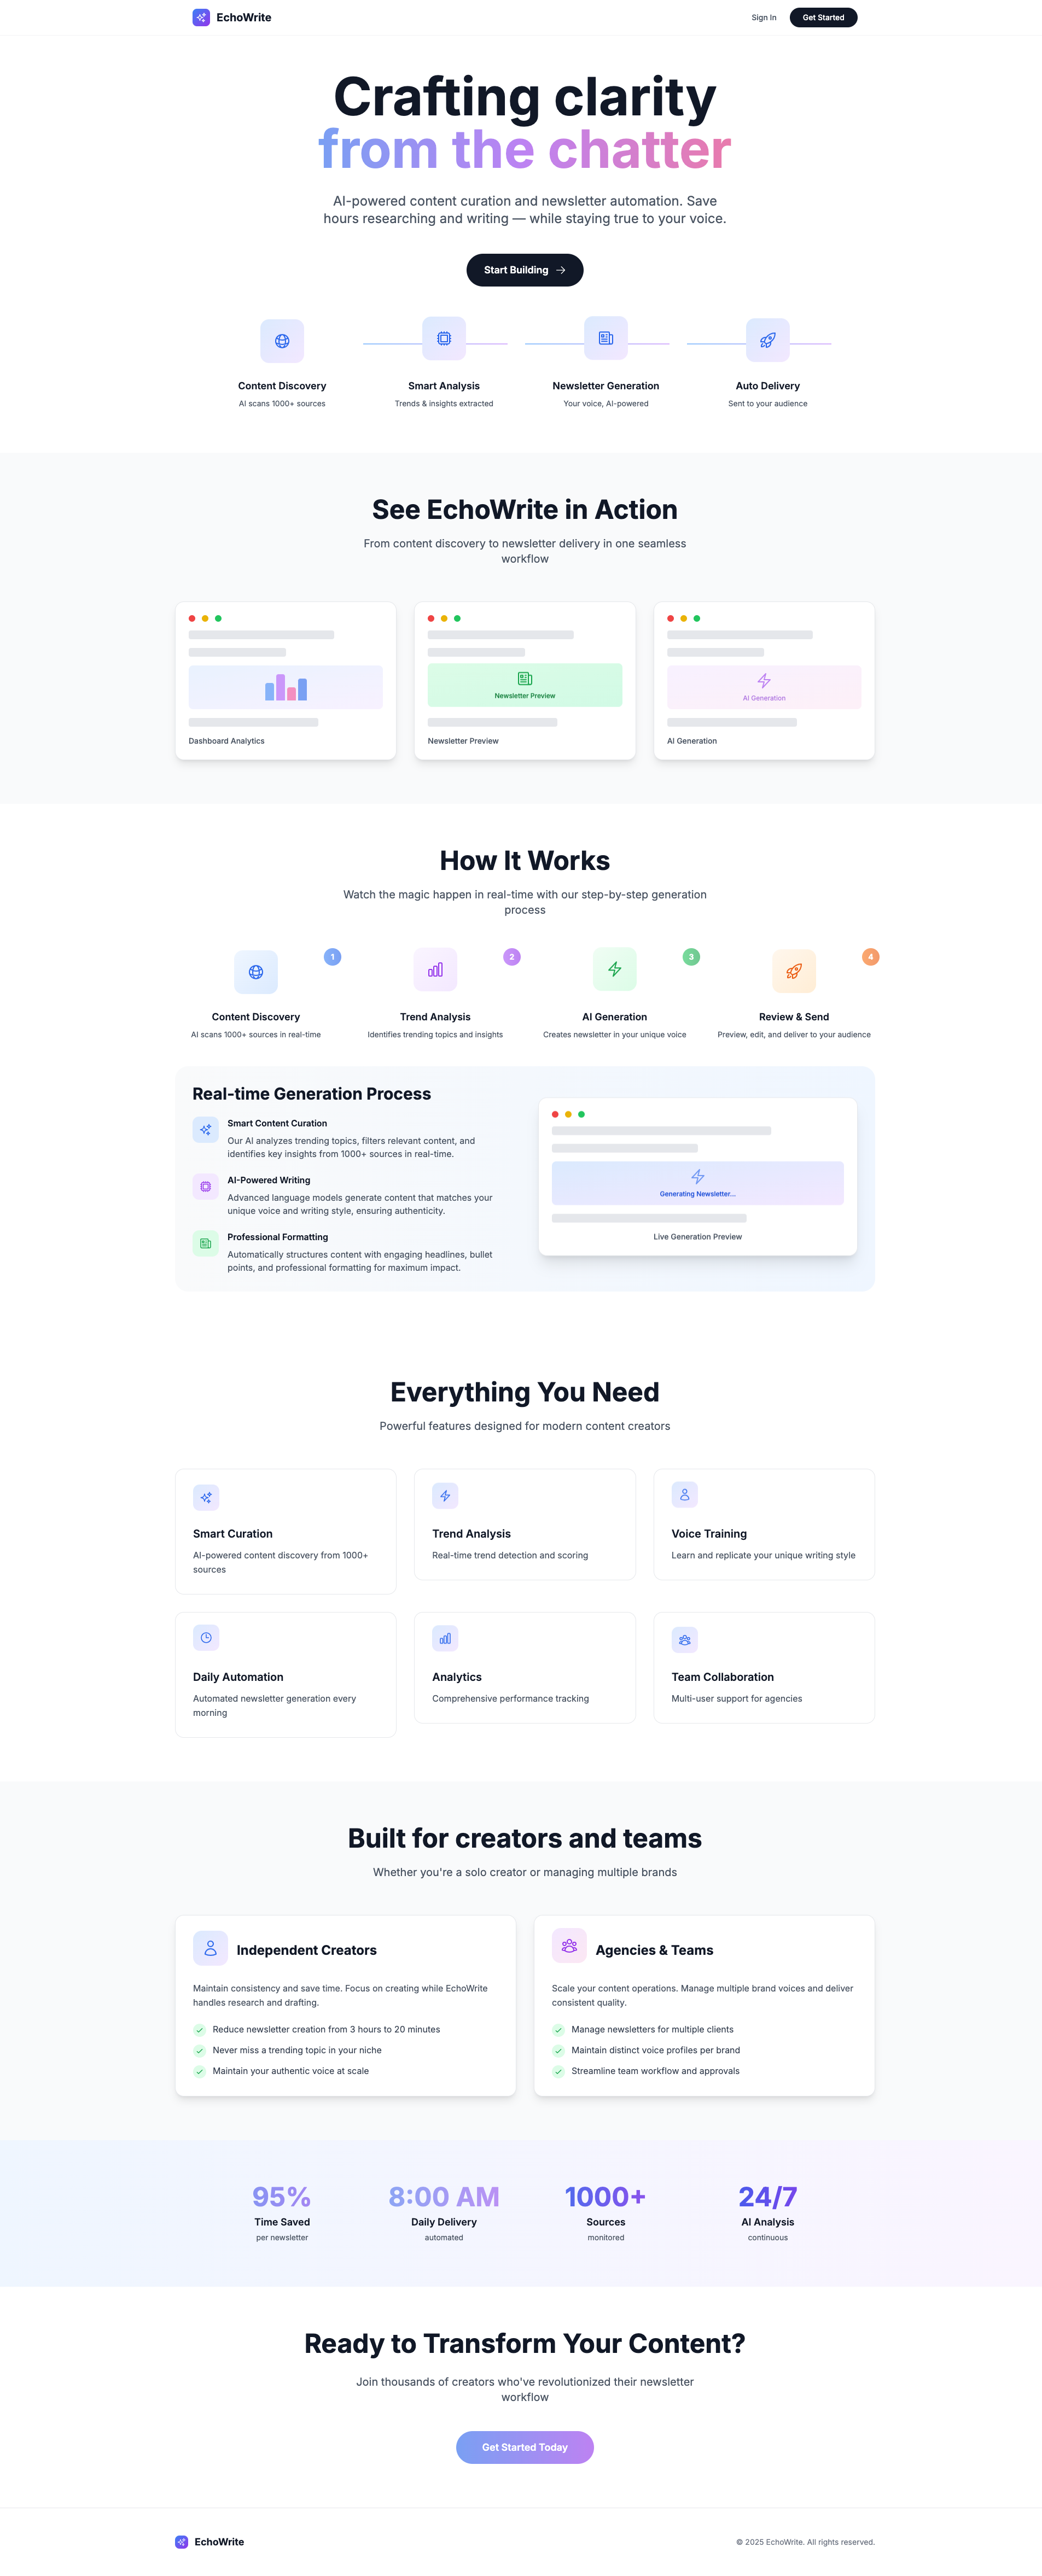 EchoWrite
Sign In
Get Started
Crafting clarity
from the chatter
AI-powered content curation and newsletter automation. Save
hours researching and writing — while staying true to your voice.
Start Building
Content Discovery
AI scans 1000+ sources
Smart Analysis
Trends & insights extracted
Newsletter Generation
Your voice, AI-powered
Auto Delivery
Sent to your audience
See EchoWrite in Action
From content discovery to newsletter delivery in one seamless
workflow
Dashboard Analytics
Newsletter Preview
Newsletter Preview
AI Generation
AI Generation
How It Works
Watch the magic happen in real-time with our step-by-step generation
process
1
Content Discovery
AI scans 1000+ sources in real-time
2
Trend Analysis
Identifies trending topics and insights
3
AI Generation
Creates newsletter in your unique voice
4
Review & Send
Preview, edit, and deliver to your audience
Real-time Generation Process
Smart Content Curation
Our AI analyzes trending topics, filters relevant content, and
identifies key insights from 1000+ sources in real-time.
AI-Powered Writing
Advanced language models generate content that matches your
unique voice and writing style, ensuring authenticity.
Professional Formatting
Automatically structures content with engaging headlines, bullet
points, and professional formatting for maximum impact.
Generating Newsletter...
Live Generation Preview
Everything You Need
Powerful features designed for modern content creators
Smart Curation
AI-powered content discovery from 1000+
sources
Trend Analysis
Real-time trend detection and scoring
Voice Training
Learn and replicate your unique writing style
Daily Automation
Automated newsletter generation every
morning
Analytics
Comprehensive performance tracking
Team Collaboration
Multi-user support for agencies
Built for creators and teams
Whether you're a solo creator or managing multiple brands
Independent Creators
Maintain consistency and save time. Focus on creating while EchoWrite
handles research and drafting.
Reduce newsletter creation from 3 hours to 20 minutes
Never miss a trending topic in your niche
Maintain your authentic voice at scale
Agencies & Teams
Scale your content operations. Manage multiple brand voices and deliver
consistent quality.
Manage newsletters for multiple clients
Maintain distinct voice profiles per brand
Streamline team workflow and approvals
95%
Time Saved
per newsletter
8:00 AM
Daily Delivery
automated
1000+
Sources
monitored
24/7
AI Analysis
continuous
Ready to Transform Your Content?
Join thousands of creators who've revolutionized their newsletter
workflow
Get Started Today
EchoWrite
© 2025 EchoWrite. All rights reserved.